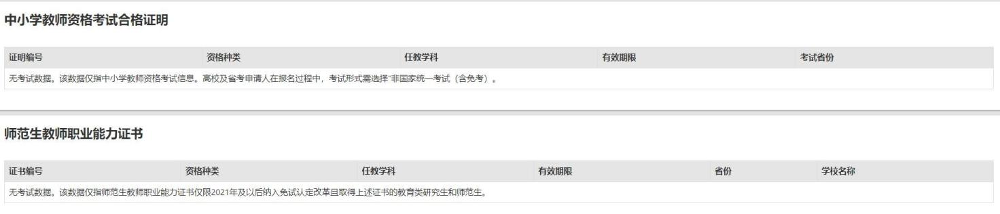 中小学教师资格考试合格证明
证明编号 资格种类 任教学科 有效期限 考试省份
无考试数据。该数据仅指中小学教师资格考试信息。高校及省考申请人在报名过程中，考试形式需选择“非国家统一考试（含免考）。
师范生教师职业能力证书
证书编号 资格种类 任教学科 有效期限 省份 学校名称
无考试数据。该数据仅指师范生教师职业能力证书仅限2021年及以后纳入免试认定改革且取得上述证书的教育类研究生和师范生。